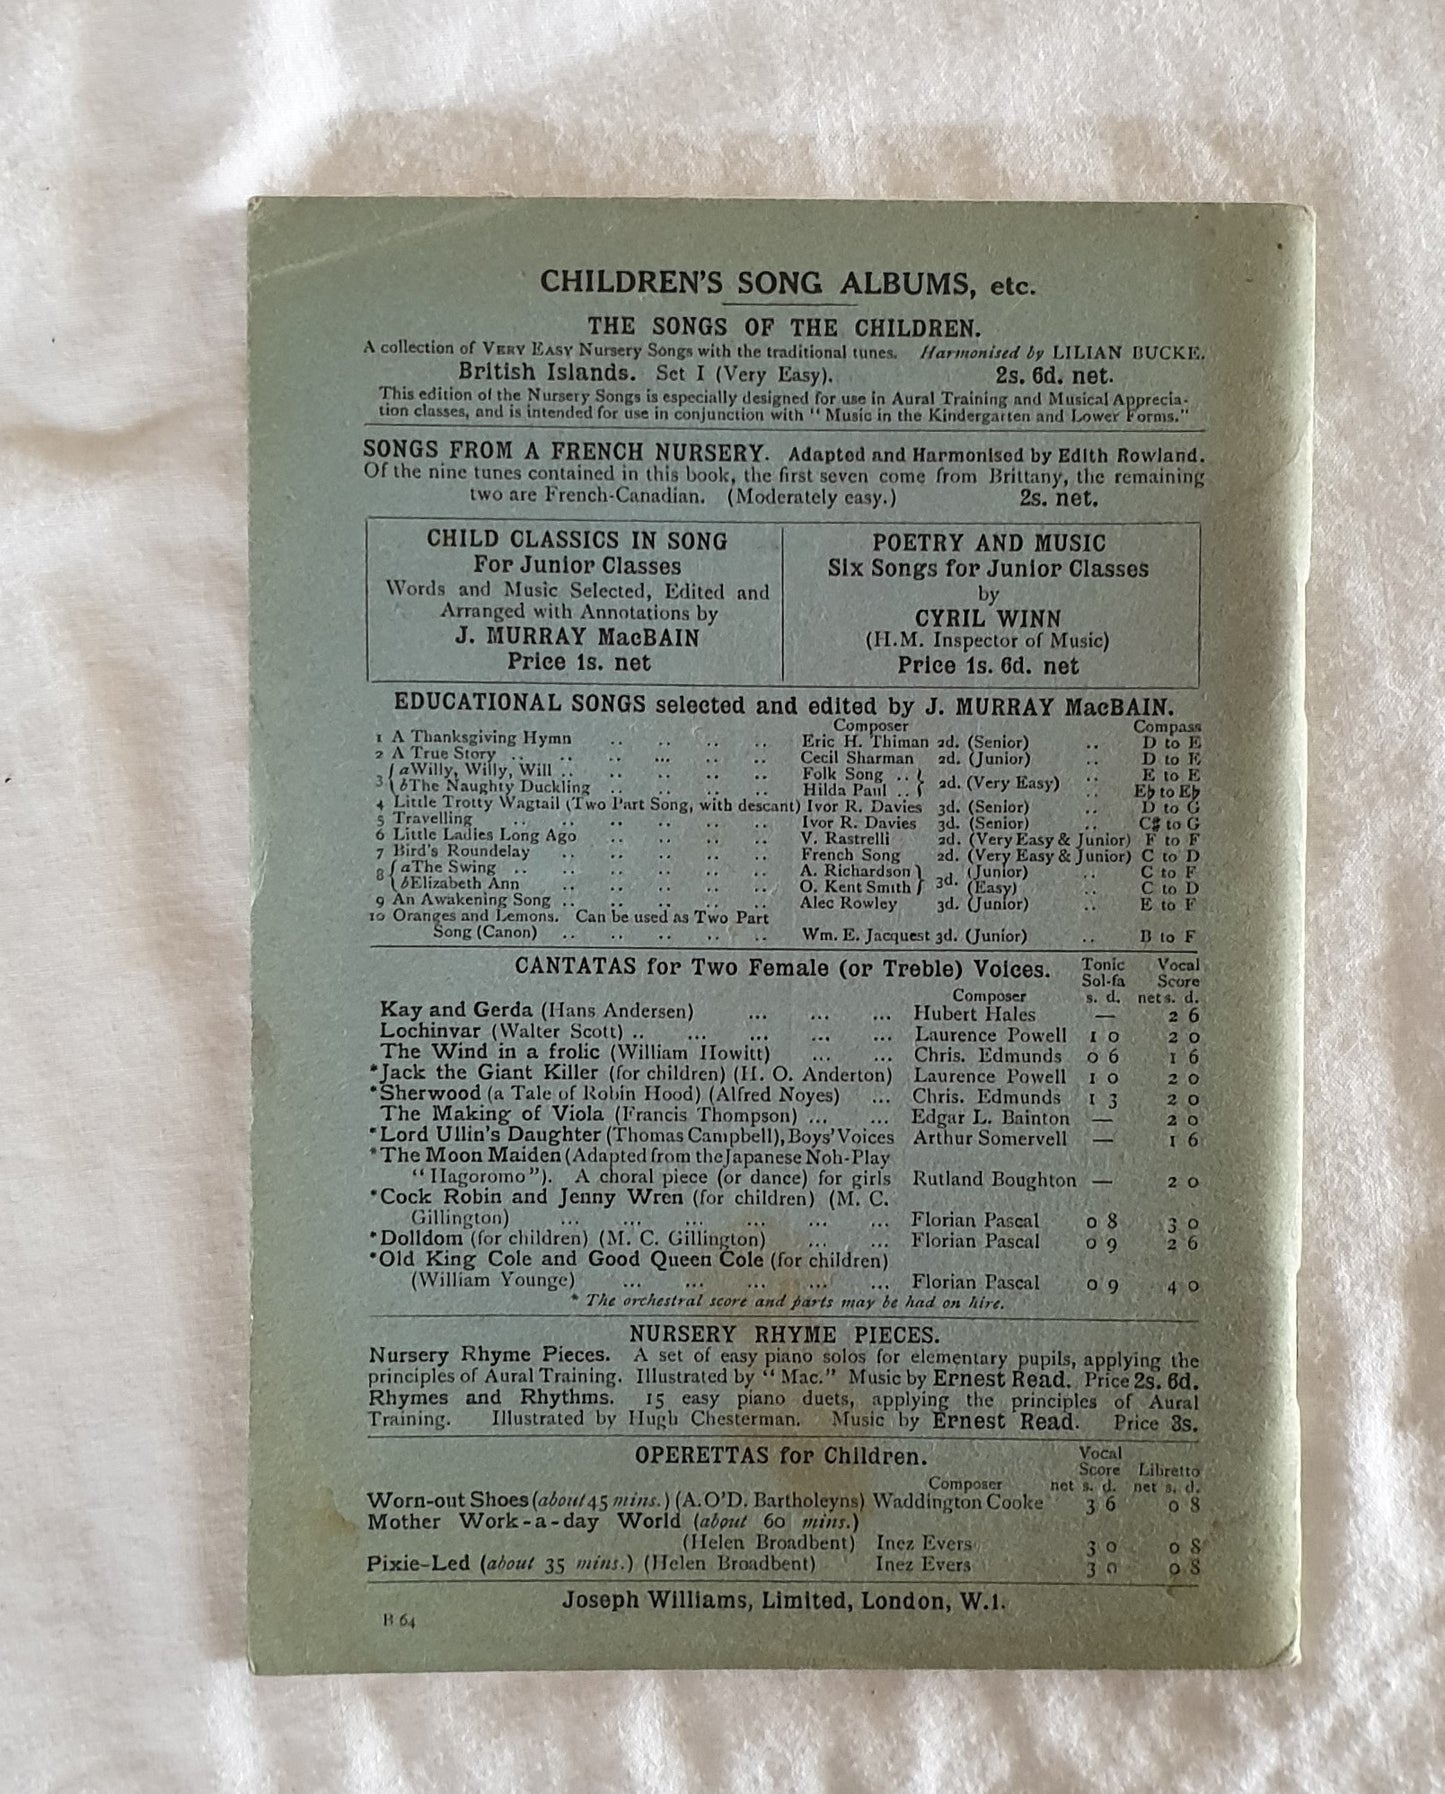 CHILDREN'S SONG ALBUMS, etc.
THE SONGS OF THE CHILDREN.
A collection of VERY EASY Nursery Songs with the traditional tunes. Harmonised by LILIAN BUCKE.
British Islands. Set I (Very Easy). 2s. 6d. net.
This edition of the Nursery Songs is especially designed for use in Aural Training and Musical Apprecia-
tion classes, and is intended for use in conjunction with "Music in the Kindergarten and Lower Forms."
SONGS FROM A FRENCH NURSERY. Adapted and Harmonised by Edith Rowland.
Of the nine tunes contained in this book, the first seven come from Brittany, the remaining
two are French-Canadian. (Moderately easy.) 2s. net.
CHILD CLASSICS IN SONG
For Junior Classes
Words and Music Selected, Edited and
Arranged with Annotations by
J. MURRAY MacBAIN
Price 1s. net
POETRY AND MUSIC
Six Songs for Junior Classes
by
CYRIL WINN
(H.M. Inspector of Music)
Price 1s. 6d. net
EDUCATIONAL SONGS selected and edited by J. MURRAY MacBAIN.
Composer Compass
1 A Thanksgiving Hymn .. .. .. .. Eric H. Thiman 2d. (Senior) .. D to E
2 A True Story .. .. ... .. .. Cecil Sharman 2d. (Junior) .. D to E
3 { a Willy, Willy, Will .. .. .. .. .. Folk Song .. } 2d. (Very Easy) .. E to E
b The Naughty Duckling .. .. .. .. Hilda Paul .. .. E♭ to E♭
4 Little Trotty Wagtail (Two Part Song, with descant) Ivor R. Davies 3d. (Senior) .. D to G
5 Travelling .. .. .. .. .. Ivor R. Davies 3d. (Senior) .. C♯ to G
6 Little Ladies Long Ago .. .. .. .. V. Rastrelli 2d. (Very Easy & Junior) F to F
7 Bird's Roundelay .. .. .. .. .. French Song 2d. (Very Easy & Junior) C to D
8 { a The Swing .. .. .. .. .. .. A. Richardson } 3d. (Junior) .. C to F
b Elizabeth Ann .. .. .. .. .. O. Kent Smith (Easy) .. C to D
9 An Awakening Song .. .. .. .. .. Alec Rowley 3d. (Junior) .. E to F
10 Oranges and Lemons. Can be used as Two Part
Song (Canon) .. .. .. .. .. Wm. E. Jacquest 3d. (Junior) .. B to F
CANTATAS for Two Female (or Treble) Voices. Tonic Vocal
Sol-fa Score
Composer s. d. net s. d.
Kay and Gerda (Hans Andersen) ... ... ... Hubert Hales — 2 6
Lochinvar (Walter Scott) .. ... ... ... ... Laurence Powell 1 0 2 0
The Wind in a frolic (William Howitt) ... ... Chris. Edmunds 0 6 1 6
*Jack the Giant Killer (for children) (H. O. Anderton) Laurence Powell 1 0 2 0
*Sherwood (a Tale of Robin Hood) (Alfred Noyes) ... Chris. Edmunds 1 3 2 0
The Making of Viola (Francis Thompson) ... ... Edgar L. Bainton — 2 0
*Lord Ullin's Daughter (Thomas Campbell), Boys' Voices Arthur Somervell — 1 6
*The Moon Maiden (Adapted from the Japanese Noh-Play
"Hagoromo"). A choral piece (or dance) for girls Rutland Boughton — 2 0
*Cock Robin and Jenny Wren (for children) (M. C.
Gillington) ... ... ... ... ... ... Florian Pascal 0 8 3 0
*Dolldom (for children) (M. C. Gillington) ... ... Florian Pascal 0 9 2 6
*Old King Cole and Good Queen Cole (for children)
(William Younge) ... ... ... ... ... Florian Pascal 0 9 4 0
* The orchestral score and parts may be had on hire.
NURSERY RHYME PIECES.
Nursery Rhyme Pieces. A set of easy piano solos for elementary pupils, applying the
principles of Aural Training. Illustrated by "Mac." Music by Ernest Read. Price 2s. 6d.
Rhymes and Rhythms. 15 easy piano duets, applying the principles of Aural
Training. Illustrated by Hugh Chesterman. Music by Ernest Read. Price 3s.
OPERETTAS for Children. Vocal
Score Libretto
Composer net s. d. net s. d.
Worn-out Shoes (about 45 mins.) (A. O'D. Bartholeyns) Waddington Cooke 3 6 0 8
Mother Work-a-day World (about 60 mins.)
(Helen Broadbent) Inez Evers 3 0 0 8
Pixie-Led (about 35 mins.) (Helen Broadbent) Inez Evers 3 0 0 8
Joseph Williams, Limited, London, W.1.
B 64